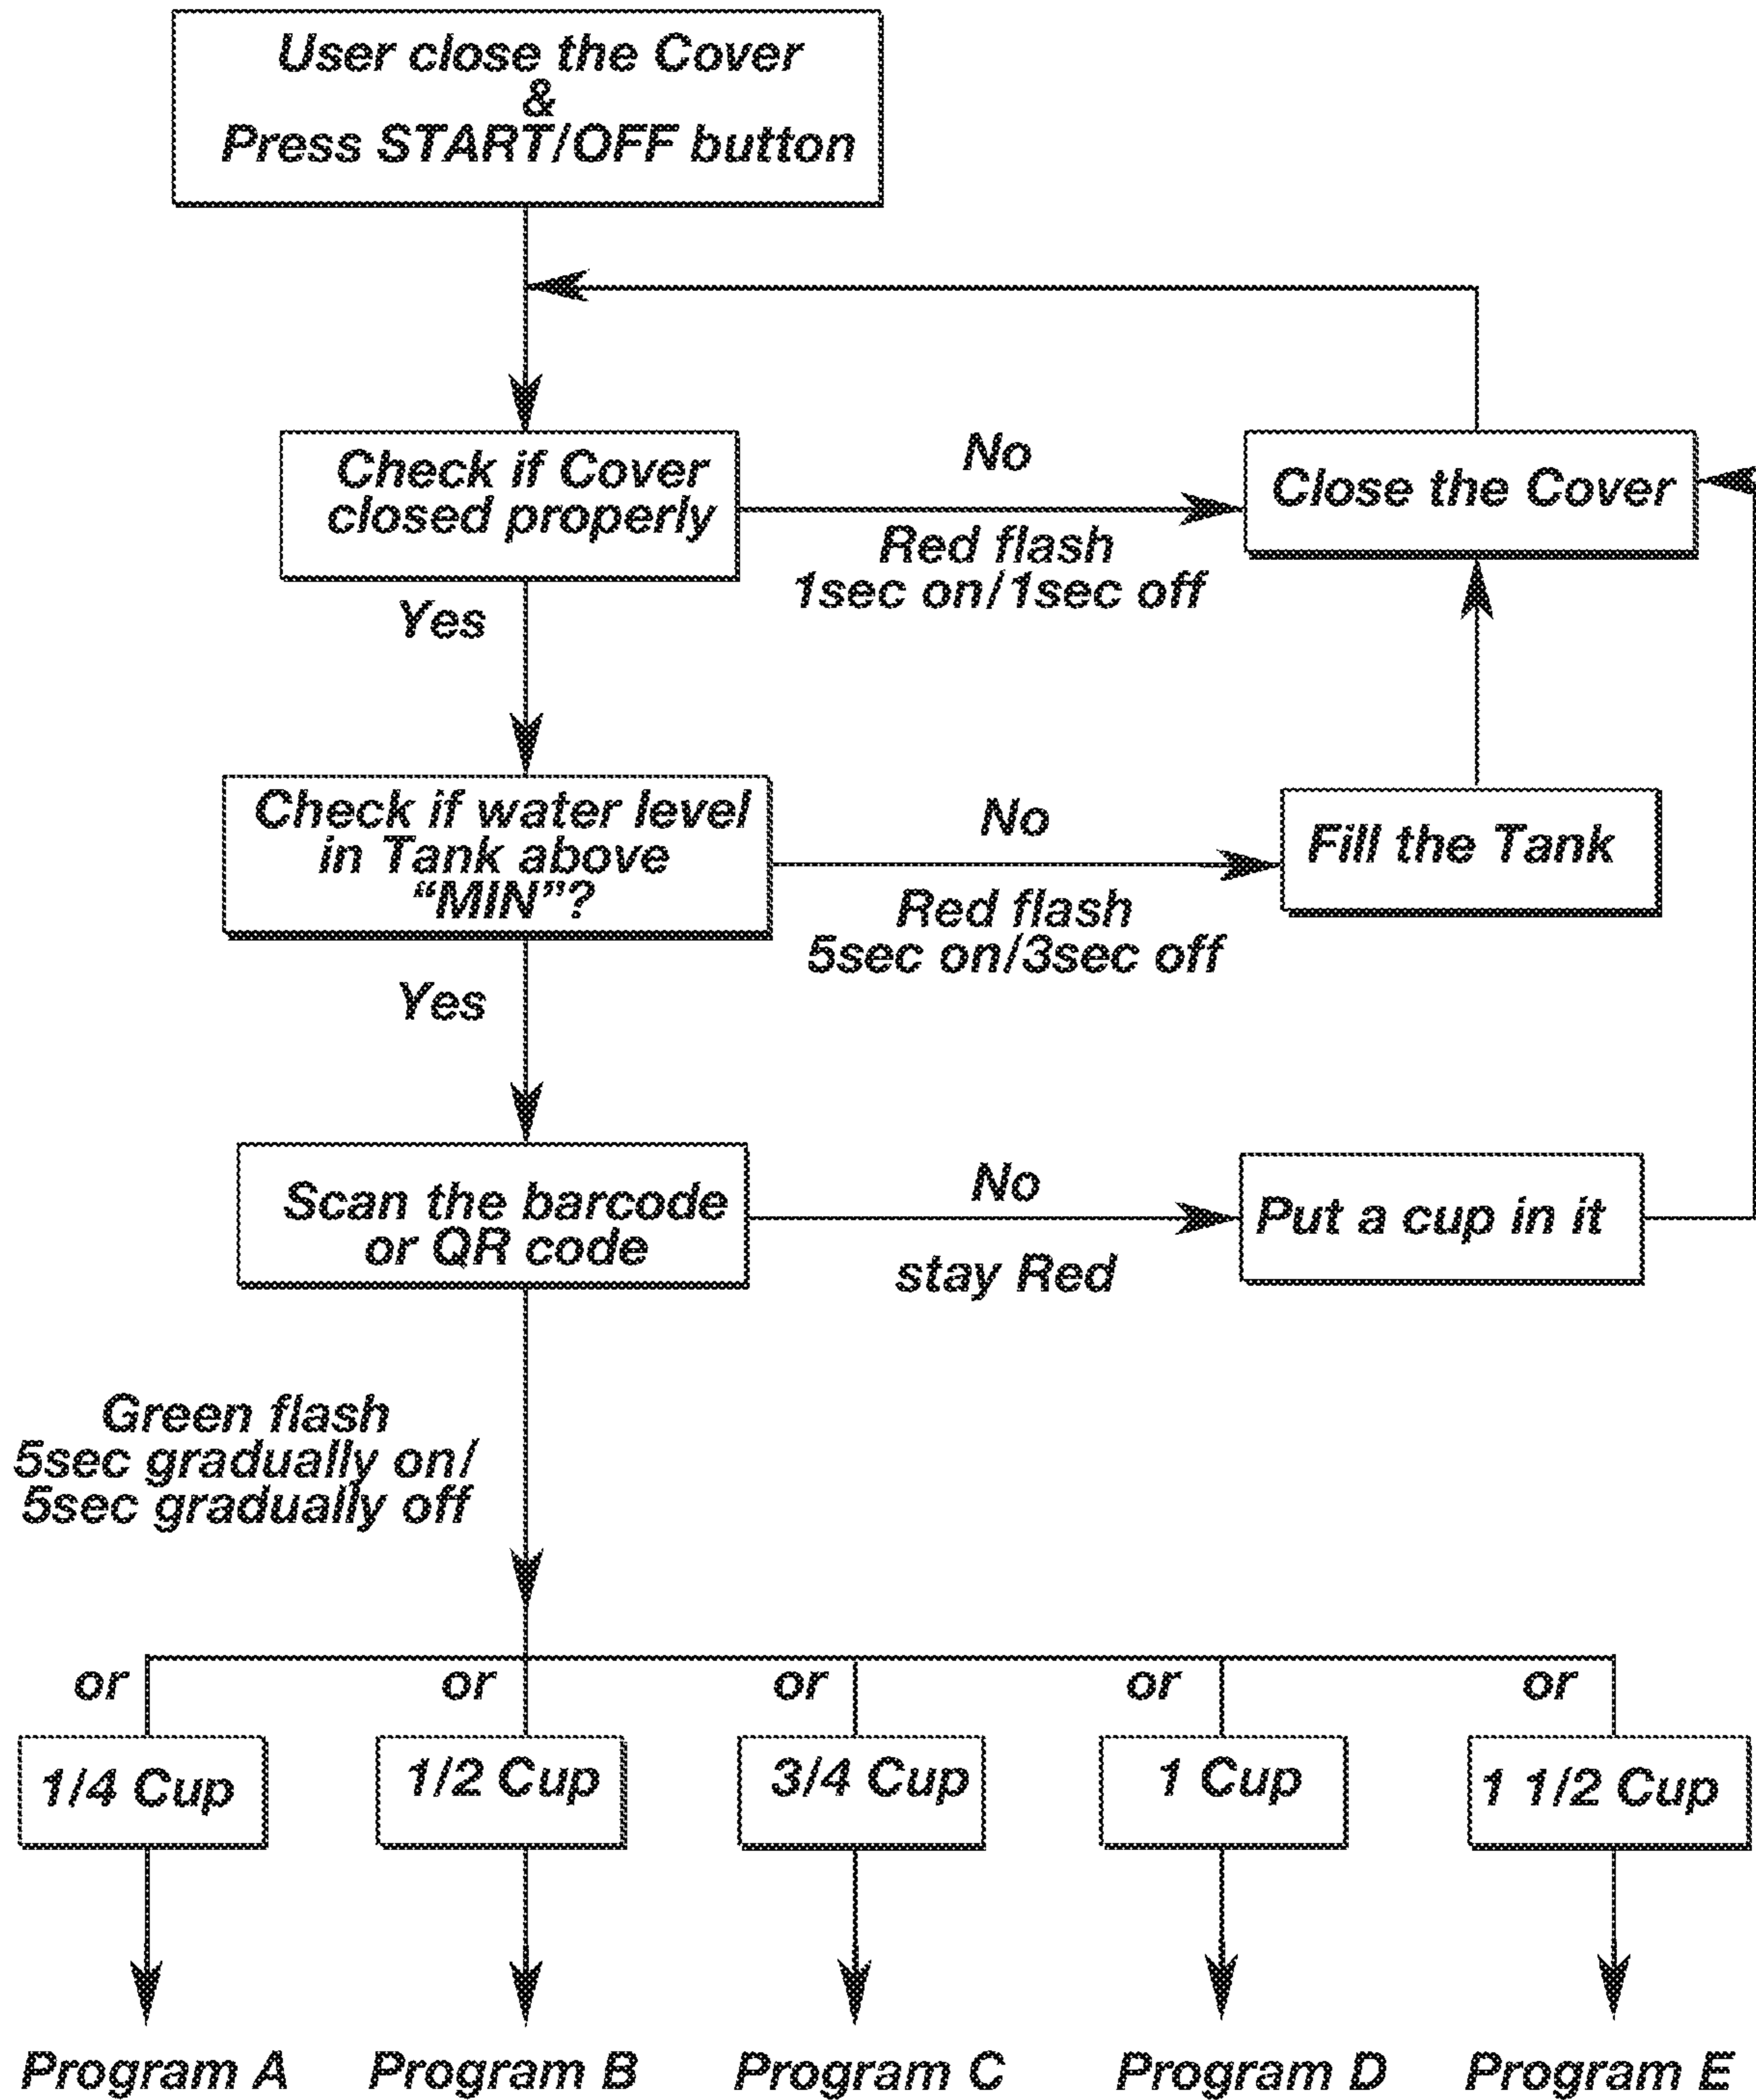 User close the Cover
&
Press START/OFF button
Check if Cover
closed properly
No
Red flash
1sec on/1sec off
Close the Cover
Yes
Check if water level
in Tank above
“MIN”?
No
Red flash
5sec on/3sec off
Fill the Tank
Yes
Scan the barcode
or QR code
No
stay Red
Put a cup in it
Green flash
5sec gradually on/
5sec gradually off
or
or
or
or
or
1/4 Cup
1/2 Cup
3/4 Cup
1 Cup
1 1/2 Cup
Program A
Program B
Program C
Program D
Program E